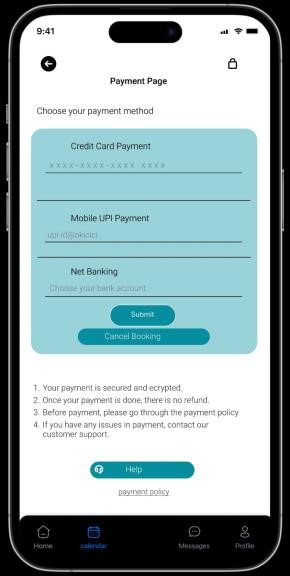 9:41
Payment Page
Choose your payment method
Credit Card Payment
xxxx-xxxx-xxxx-xxxx
Mobile UPI Payment
upi-id@okicici
Net Banking
Choose your bank account
Submit
Cancel Booking
1. Your payment is secured and ecrypted.
2. Once your payment is done, there is no refund.
3. Before payment, please go through the payment policy
4. If you have any issues in payment, contact our
customer support.
Help
payment policy
Home
calendar
Messages
Profile